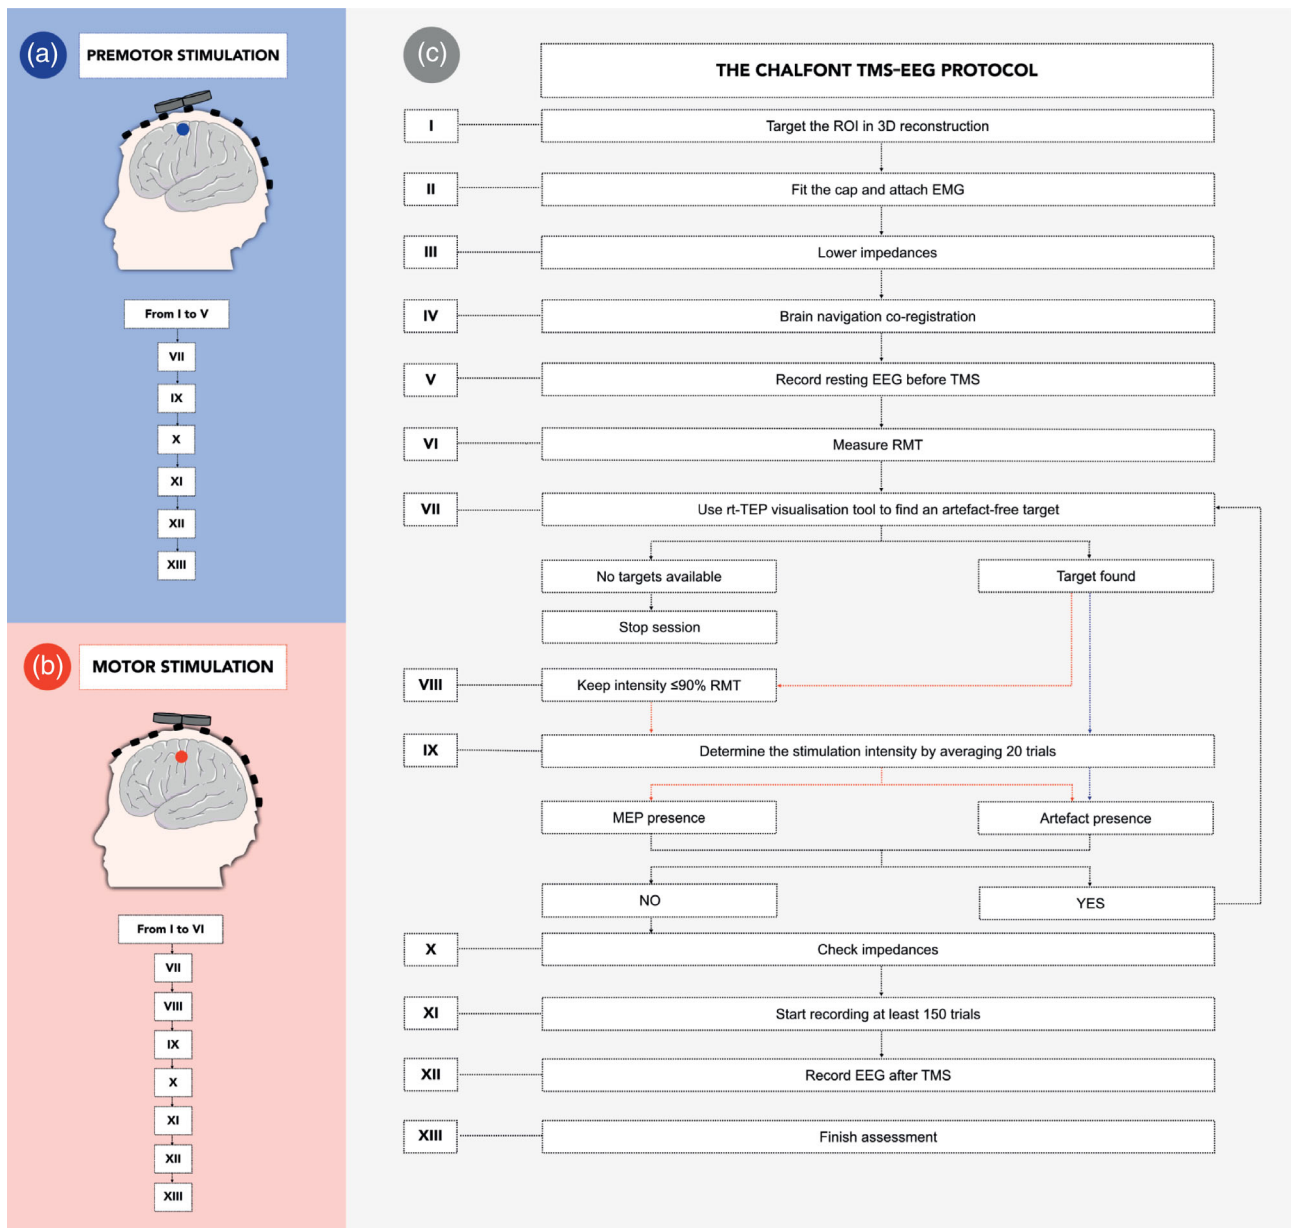 (a)
PREMOTOR STIMULATION
From I to V
VII
IX
X
XI
XII
XIII
(b)
MOTOR STIMULATION
From I to VI
VII
VIII
IX
X
XI
XII
XIII
(c)
THE CHALFONT TMS-EEG PROTOCOL
I
Target the ROI in 3D reconstruction
II
Fit the cap and attach EMG
III
Lower impedances
IV
Brain navigation co-registration
V
Record resting EEG before TMS
VI
Measure RMT
VII
Use rt-TEP visualisation tool to find an artefact-free target
No targets available
Target found
Stop session
VIII
Keep intensity ≤90% RMT
IX
Determine the stimulation intensity by averaging 20 trials
MEP presence
Artefact presence
NO
YES
X
Check impedances
XI
Start recording at least 150 trials
XII
Record EEG after TMS
XIII
Finish assessment